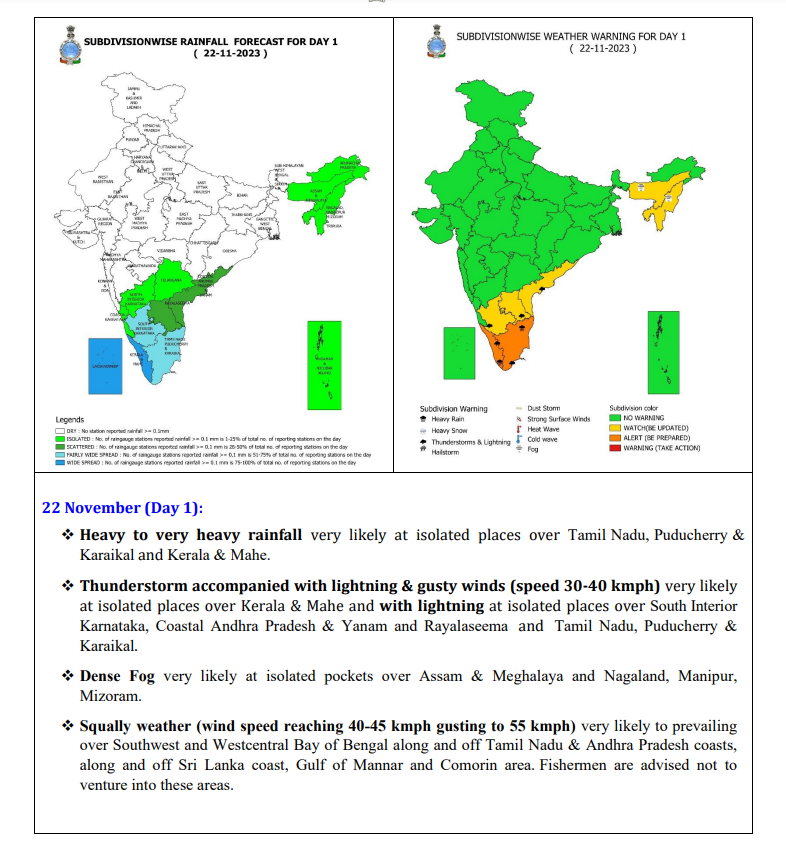 SUBDIVISIONWISE RAINFALL FORECAST FOR DAY 1
( 22-11-2023 )
JAMMU
&
KASHMIR
AND
LADAKH
HIMACHAL
PRADESH
PUNJAB
UTTARAKHAND
HARYANA
CHANDIGARH
DELHI
WEST
UTTAR
PRADESH
WEST
RAJASTHAN
EAST
RAJASTHAN
EAST
UTTAR
PRADESH
BIHAR
SUB-HIMALAYAN
WEST
BENGAL
&
SIKKIM
ARUNACHAL
PRADESH
ASSAM
&
MEGHALAYA
MIZORAM
TRIPURA
JHARKHAND
GANGETIC
WEST
BENGAL
GUJARAT
REGION
SAURASHTRA
&
KUTCH
WEST
MADHYA
PRADESH
EAST
MADHYA
PRADESH
CHHATTISGARH
ODISHA
VIDARBHA
MADHYA
MAHARASHTRA
MARATHAWADA
KONKAN
&
GOA
TELANGANA
COASTAL
ANDHRA
PRADESH
&
YANAM
RAYALASEEMA
NORTH
INTERIOR
KARNATAKA
COASTAL
KARNATAKA
SOUTH
INTERIOR
KARNATAKA
TAMIL NADU
PUDUCHERRY
&
KARAIKAL
KERALA
&
MAHE
LAKSHADWEEP
Legends
DRY : No station reported rainfall >= 0.1mm
ISOLATED : No. of raingauge stations reported rainfall >= 0.1 mm is 1-25% of total no. of reporting stations on the day
SCATTERED : No. of raingauge stations reported rainfall >= 0.1 mm is 26-50% of total no. of reporting stations on the day
FAIRLY WIDE SPREAD : No. of raingauge stations reported rainfall >= 0.1 mm is 51-75% of total no. of reporting stations on the day
WIDE SPREAD : No. of raingauge stations reported rainfall >= 0.1 mm is 75-100% of total no. of reporting stations on the day
SUBDIVISIONWISE WEATHER WARNING FOR DAY 1
( 22-11-2023 )
Subdivision Warning
Heavy Rain
Heavy Snow
Thunderstorms & Lightning
Hailstorm
Dust Storm
Strong Surface Winds
Heat Wave
Cold wave
Fog
Subdivision color
NO WARNING
WATCH(BE UPDATED)
ALERT (BE PREPARED)
WARNING (TAKE ACTION)
22 November (Day 1):
❖ Heavy to very heavy rainfall very likely at isolated places over Tamil Nadu, Puducherry &
Karaikal and Kerala & Mahe.
❖ Thunderstorm accompanied with lightning & gusty winds (speed 30-40 kmph) very likely
at isolated places over Kerala & Mahe and with lightning at isolated places over South Interior
Karnataka, Coastal Andhra Pradesh & Yanam and Rayalaseema and Tamil Nadu, Puducherry &
Karaikal.
❖ Dense Fog very likely at isolated pockets over Assam & Meghalaya and Nagaland, Manipur,
Mizoram.
❖ Squally weather (wind speed reaching 40-45 kmph gusting to 55 kmph) very likely to prevailing
over Southwest and Westcentral Bay of Bengal along and off Tamil Nadu & Andhra Pradesh coasts,
along and off Sri Lanka coast, Gulf of Mannar and Comorin area. Fishermen are advised not to
venture into these areas.